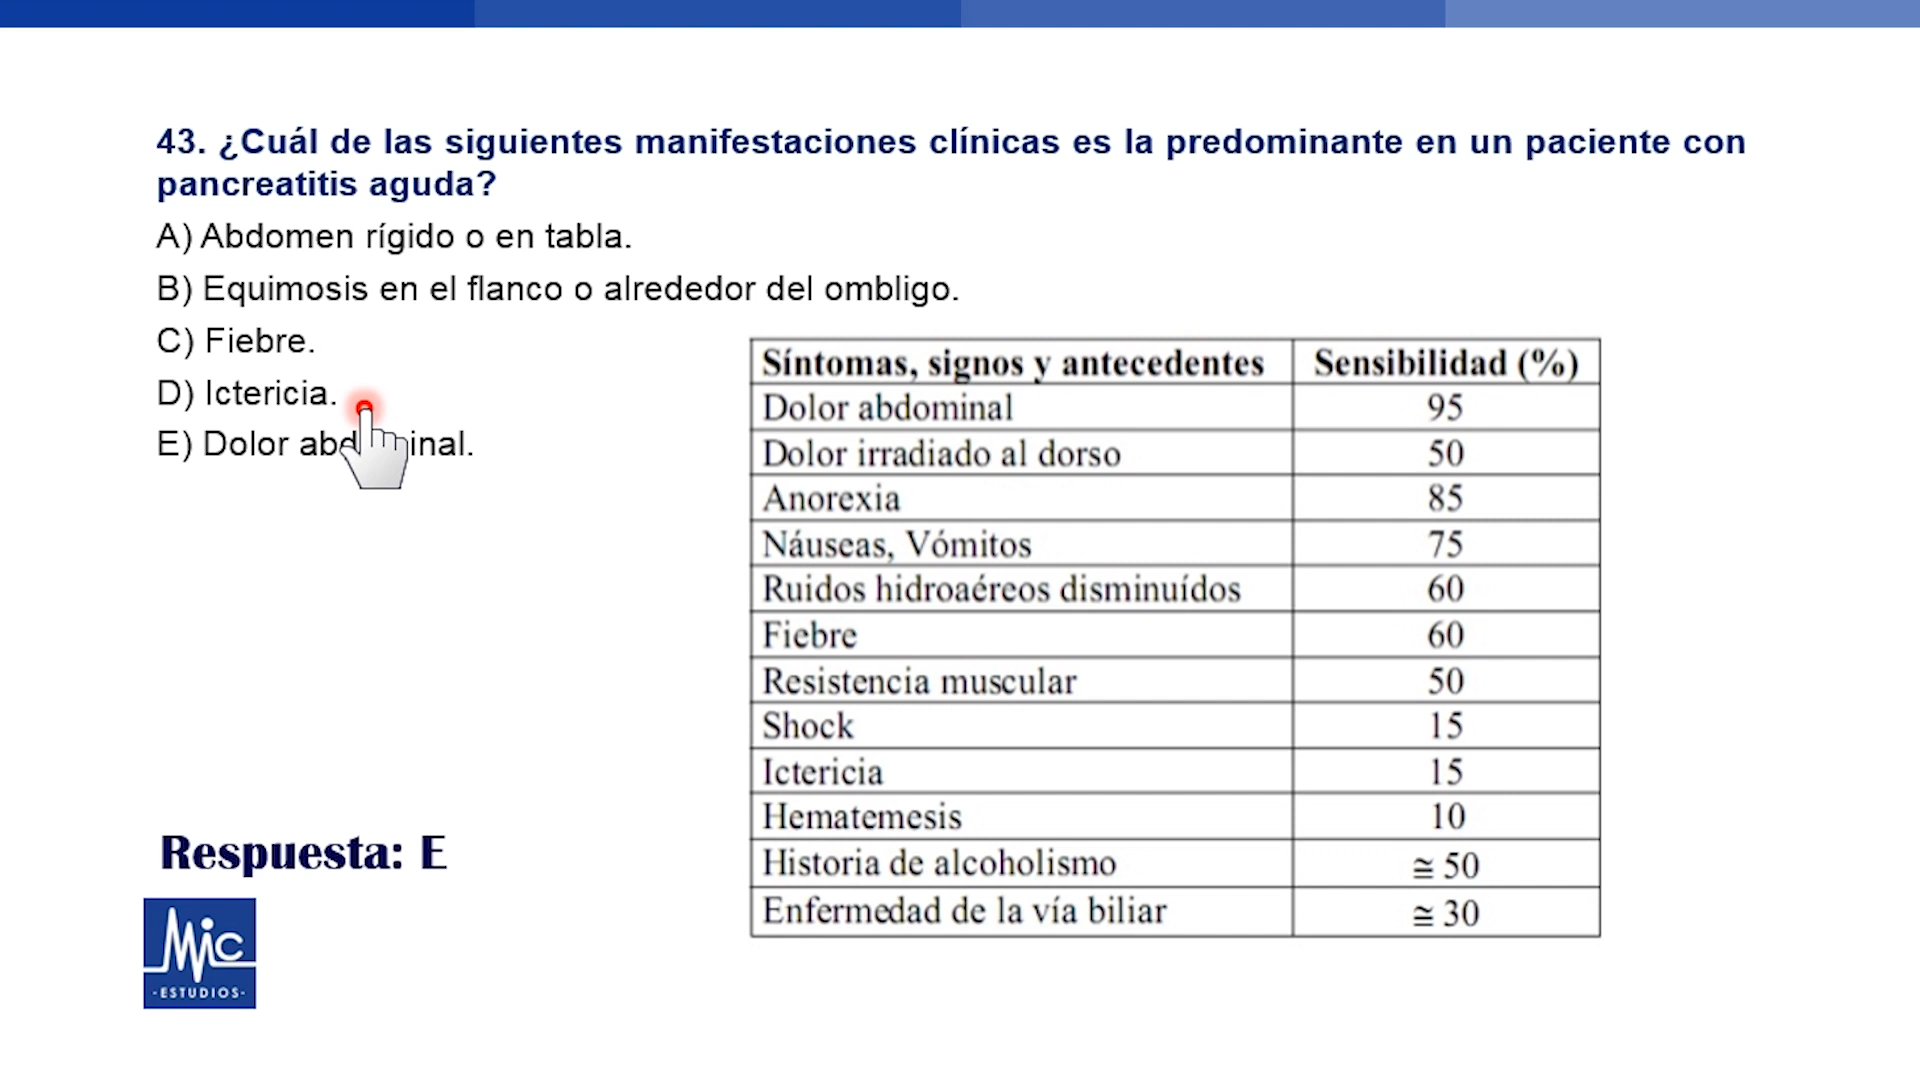 43. ¿Cuál de las siguientes manifestaciones clínicas es la predominante en un paciente con
pancreatitis aguda?
A) Abdomen rígido o en tabla.
B) Equimosis en el flanco o alrededor del ombligo.
C) Fiebre.
D) Ictericia.
E) Dolor abdominal.
Síntomas, signos y antecedentes Sensibilidad (%)
Dolor abdominal 95
Dolor irradiado al dorso 50
Anorexia 85
Náuseas, Vómitos 75
Ruidos hidroaéreos disminuídos 60
Fiebre 60
Resistencia muscular 50
Shock 15
Ictericia 15
Hematemesis 10
Historia de alcoholismo ≅ 50
Enfermedad de la vía biliar ≅ 30
Respuesta: E
Mic
·ESTUDIOS·